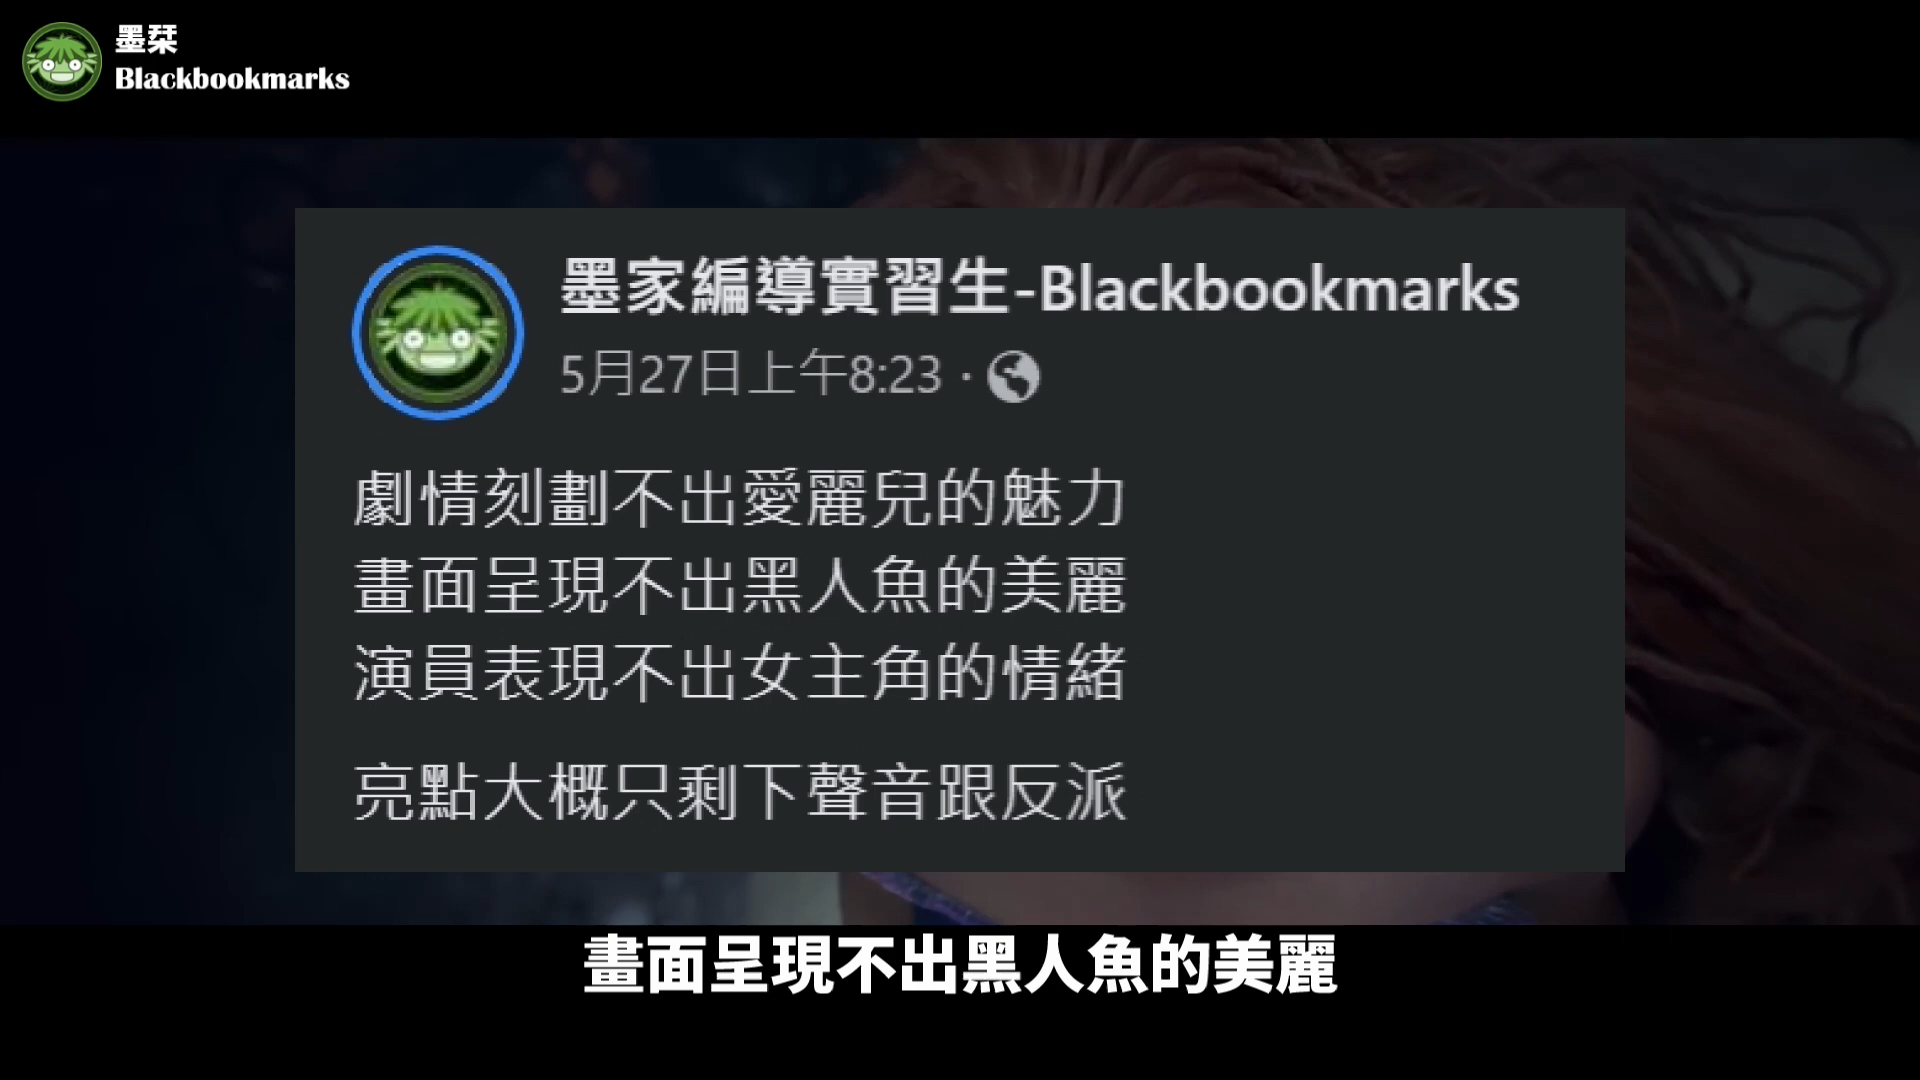 墨栞
Blackbookmarks
墨家編導實習生-Blackbookmarks
5月27日上午8:23 ·
劇情刻劃不出愛麗兒的魅力
畫面呈現不出黑人魚的美麗
演員表現不出女主角的情緒
亮點大概只剩下聲音跟反派
畫面呈現不出黑人魚的美麗